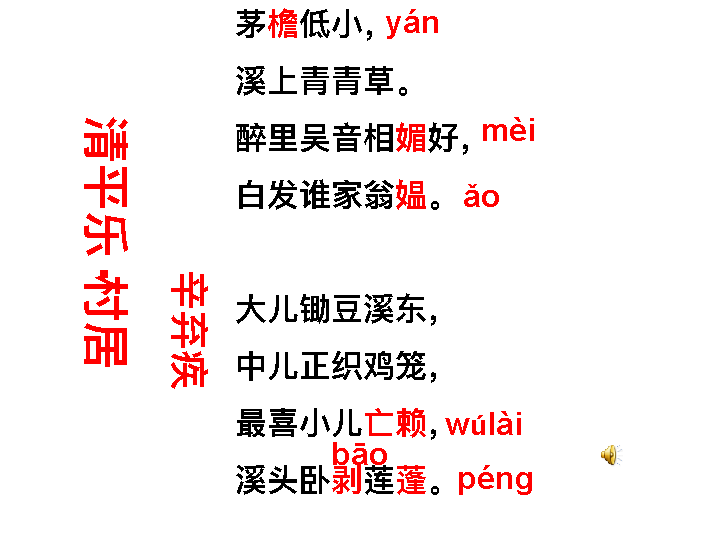 清平乐·村居
辛弃疾
茅檐低小，yán
溪上青青草。
醉里吴音相媚好，mèi
白发谁家翁媪。ǎo
大儿锄豆溪东，
中儿正织鸡笼，
最喜小儿亡赖，wúlài
bāo
溪头卧剥莲蓬。péng